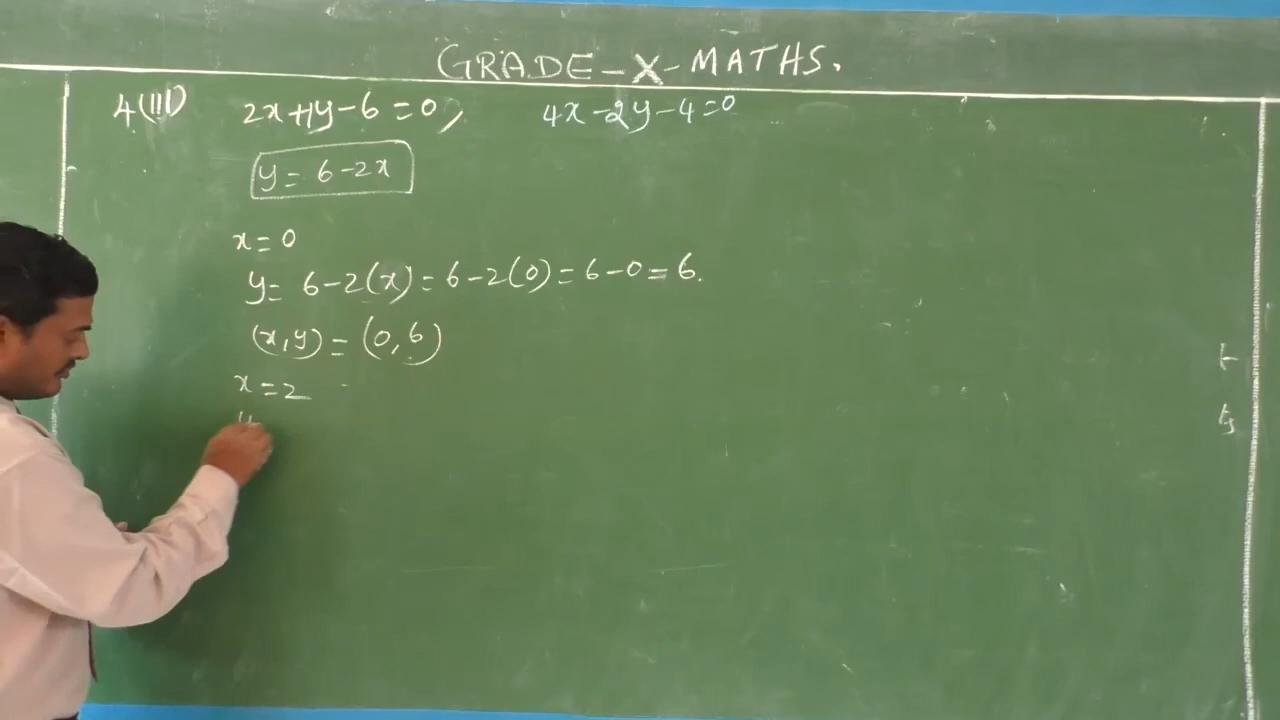 GRADE-X-MATHS.
4(III) 2x+1y-6=0, 4x-2y-4=0
y= 6-2x
x=0
y= 6-2(x)=6-2(0)=6-0=6.
(x,y)=(0,6)
x=2